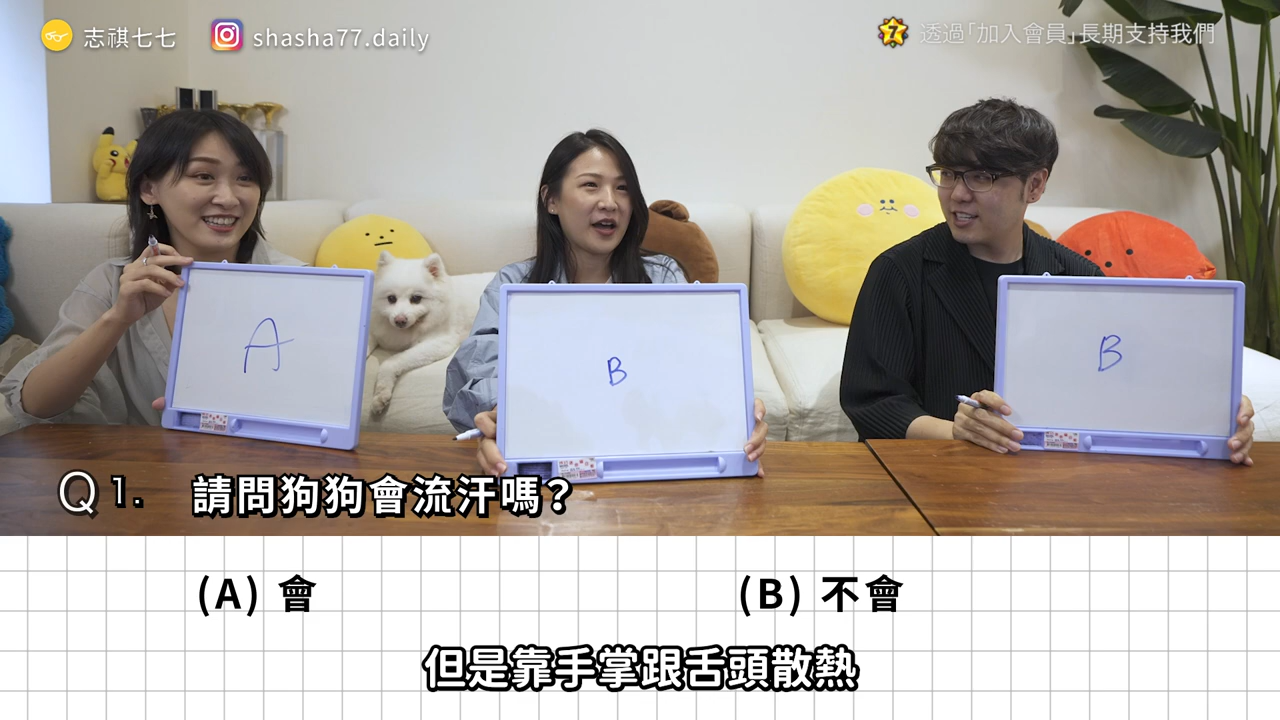 志祺七七
shasha77.daily
7
透過「加入會員」長期支持我們
A
B
B
Q1. 請問狗狗會流汗嗎？
(A) 會
(B) 不會
但是靠手掌跟舌頭散熱